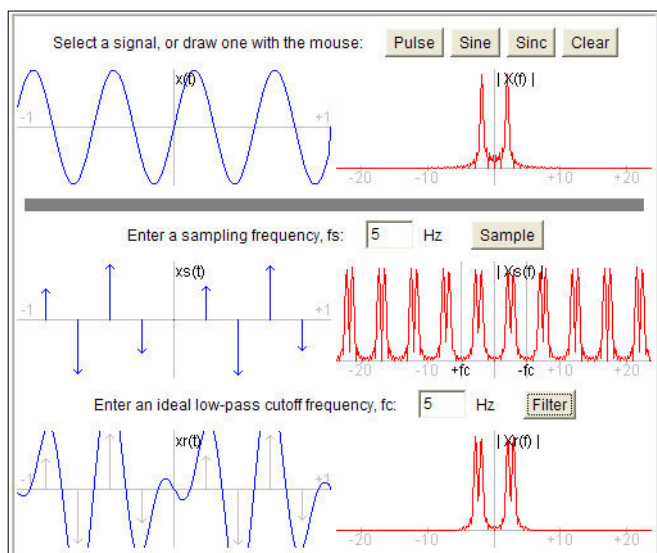 Select a signal, or draw one with the mouse: Pulse Sine Sinc Clear
x(t) | X(f) |
-1 +1
-20 -10 +10 +20
Enter a sampling frequency, fs: 5 Hz Sample
xs(t) | Xs(f) |
-1 +1
-20 -10 +10 +20
+fc -fc
Enter an ideal low-pass cutoff frequency, fc: 5 Hz Filter
xr(t) | Xr(f) |
-1 +1
-20 -10 +10 +20